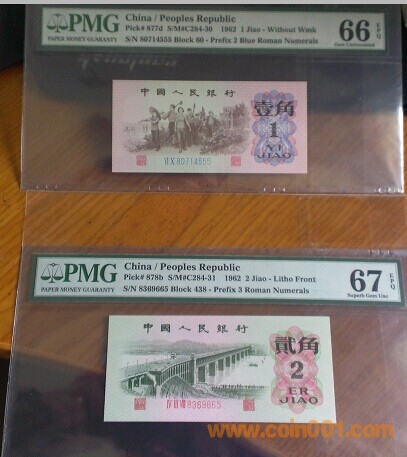 PMG
PAPER MONEY GUARANTY
China / Peoples Republic
Pick# 877d S/M#C284-30 1962 1 Jiao - Without Wmk
S/N 80714555 Block 60 - Prefix 2 Blue Roman Numerals
66 EPQ
Gem Uncirculated
中國人民銀行
壹角
1
YI
JIAO
VI X 80714555
PMG
PAPER MONEY GUARANTY
China / Peoples Republic
Pick# 878b S/M#C284-31 1962 2 Jiao - Litho Front
S/N 8369665 Block 438 - Prefix 3 Roman Numerals
67 EPQ
Superb Gem Unc
中國人民銀行
貳角
2
ER
JIAO
IV III VIII 8369665
www.coin001.com